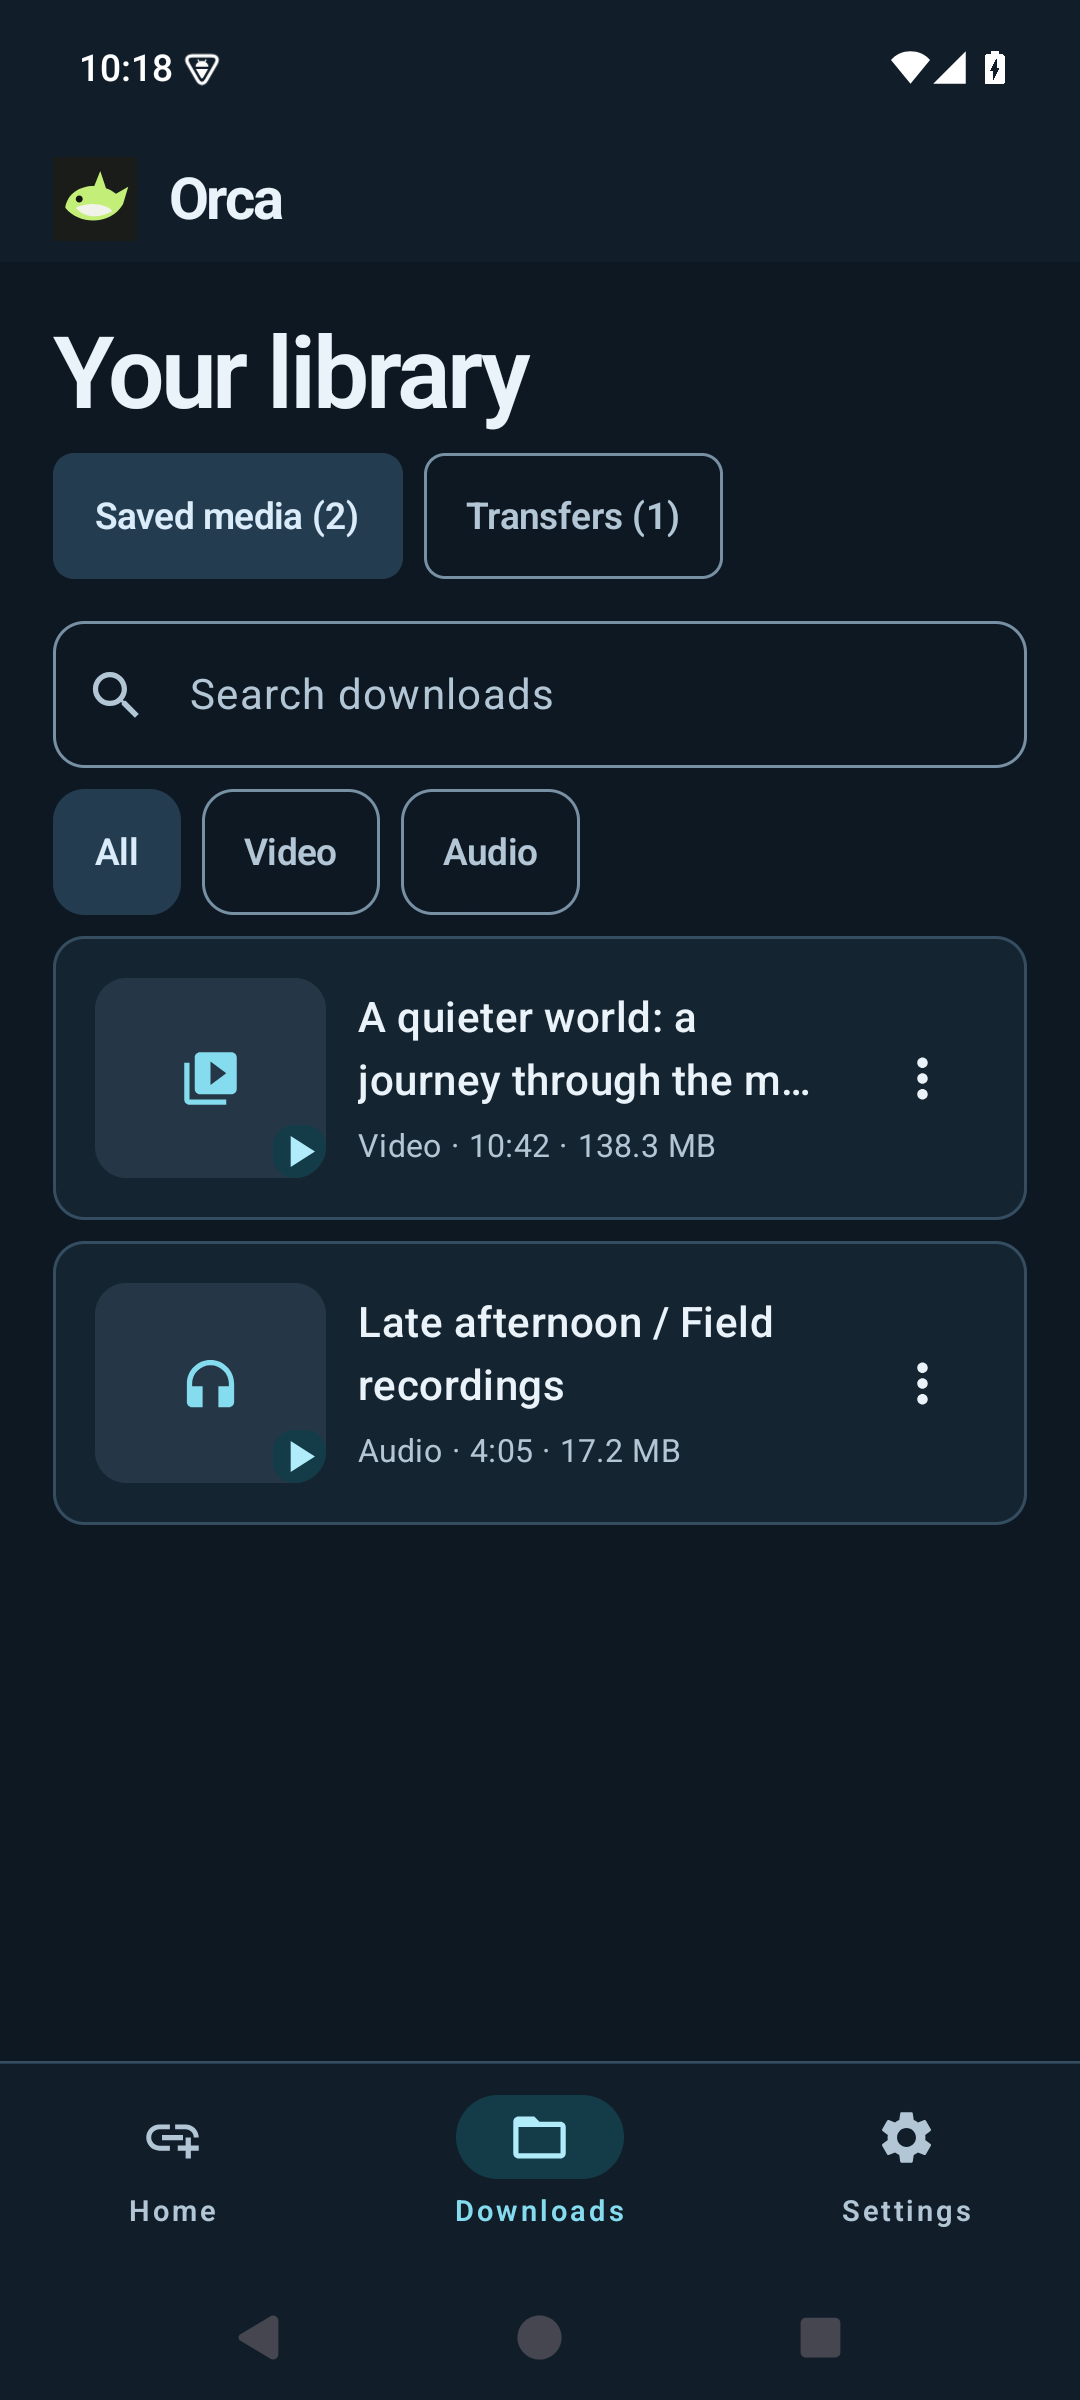 10:18
Orca
Your library
Saved media (2)
Transfers (1)
Search downloads
All
Video
Audio
A quieter world: a
journey through the m...
Video · 10:42 · 138.3 MB
Late afternoon / Field
recordings
Audio · 4:05 · 17.2 MB
Home
Downloads
Settings